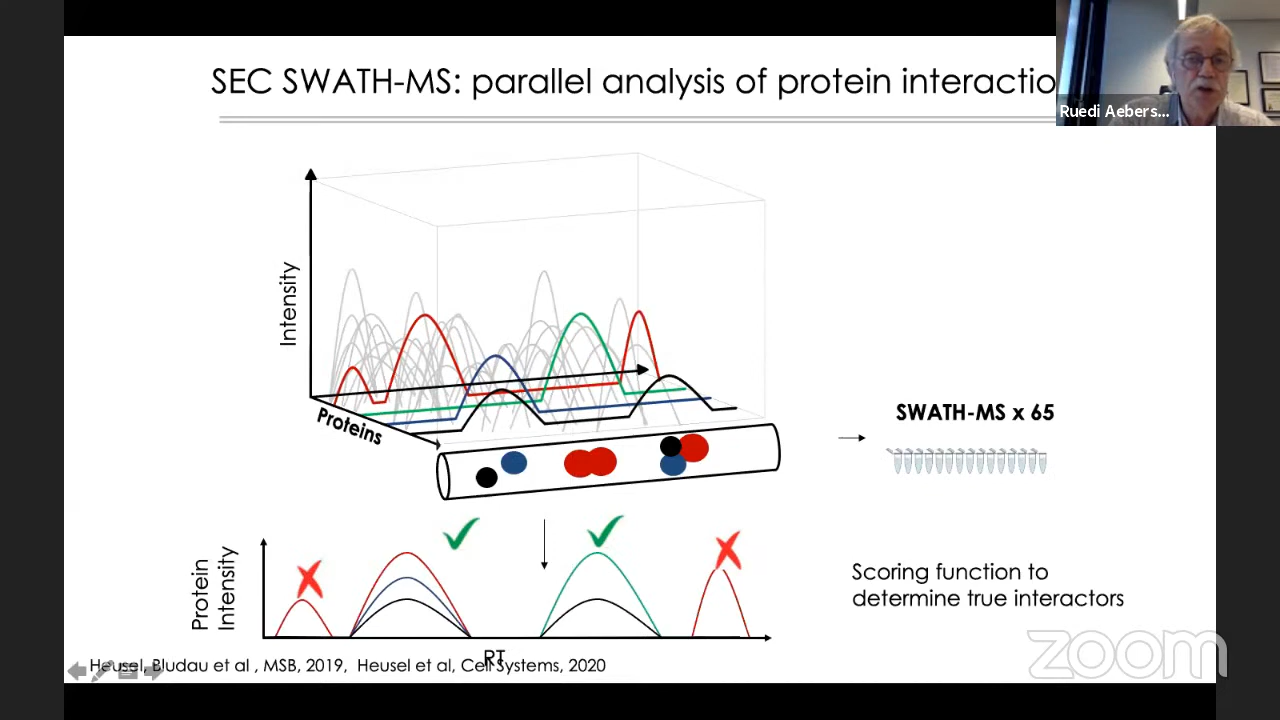 SEC SWATH-MS: parallel analysis of protein interactio
Ruedi Aebers...
Intensity
Proteins
SWATH-MS x 65
Protein
Intensity
RT
Scoring function to
determine true interactors
Heusel, Bludau et al , MSB, 2019, Heusel et al, Cell Systems, 2020
zoom